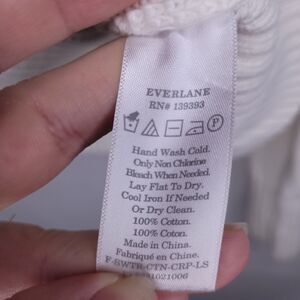 EVERLANE
RN# 139393
P
Hand Wash Cold.
Only Non Chlorine
Bleach When Needed.
Lay Flat To Dry.
Cool Iron If Needed
Or Dry Clean.
100% Cotton.
100% Coton.
Made in China.
Fabriqué en Chine.
F-SWTR-CTN-CRP-LS